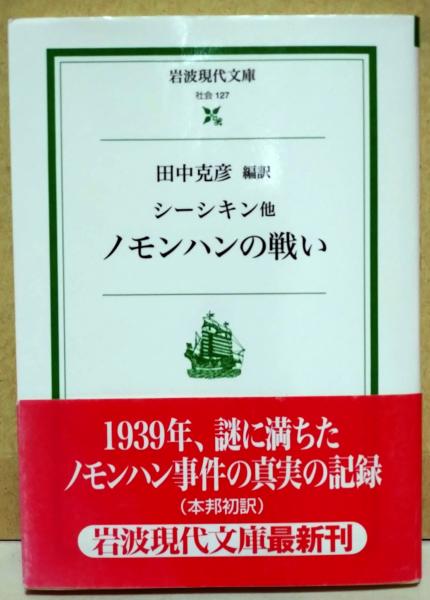 岩波現代文庫
社会 127
田中克彦 編訳
シーシキン他
ノモンハンの戦い
1939年、謎に満ちた
ノモンハン事件の真実の記録
(本邦初訳)
岩波現代文庫最新刊